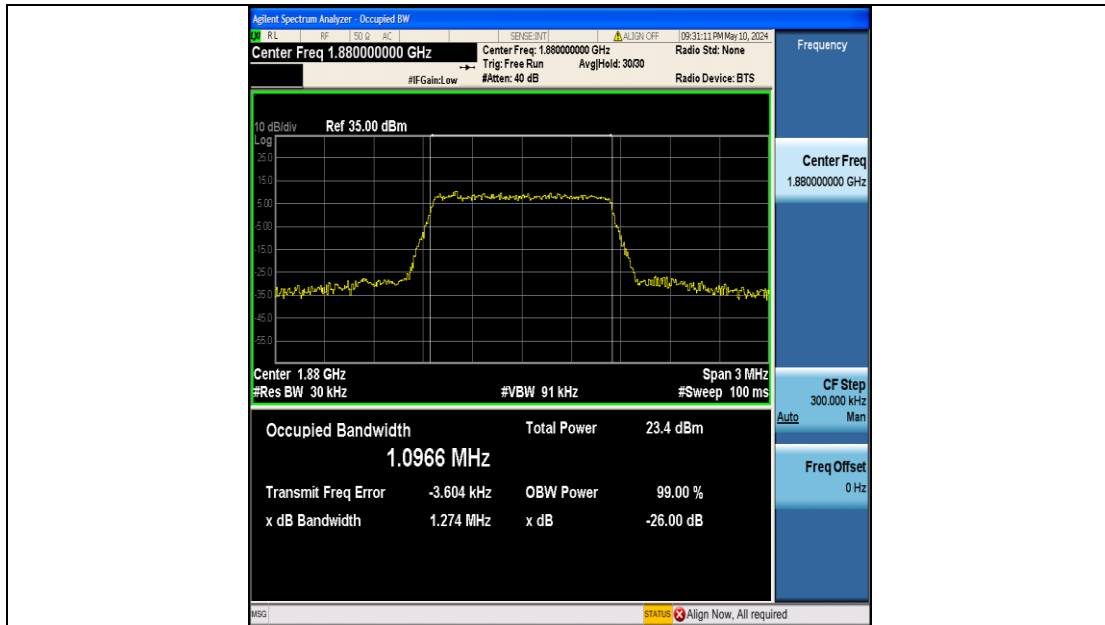 Agilent Spectrum Analyzer - Occupied BW
RL RF 50 Ω AC SENSE:INT ALIGN OFF 09:31:11 PM May 10, 2024
Center Freq 1.880000000 GHz
Center Freq: 1.880000000 GHz
Radio Std: None
Trig: Free Run Avg|Hold: 30/30
#IFGain:Low
#Atten: 40 dB
Radio Device: BTS
10 dB/div Ref 35.00 dBm
Log
25.0
15.0
5.00
-5.00
-15.0
-25.0
-35.0
-45.0
-55.0
Center 1.88 GHz Span 3 MHz
#Res BW 30 kHz #VBW 91 kHz #Sweep 100 ms
Occupied Bandwidth Total Power 23.4 dBm
1.0966 MHz
Transmit Freq Error -3.604 kHz OBW Power 99.00 %
x dB Bandwidth 1.274 MHz x dB -26.00 dB
Frequency
Center Freq
1.880000000 GHz
CF Step
300.000 kHz
Auto Man
Freq Offset
0 Hz
MSG STATUS Align Now, All required